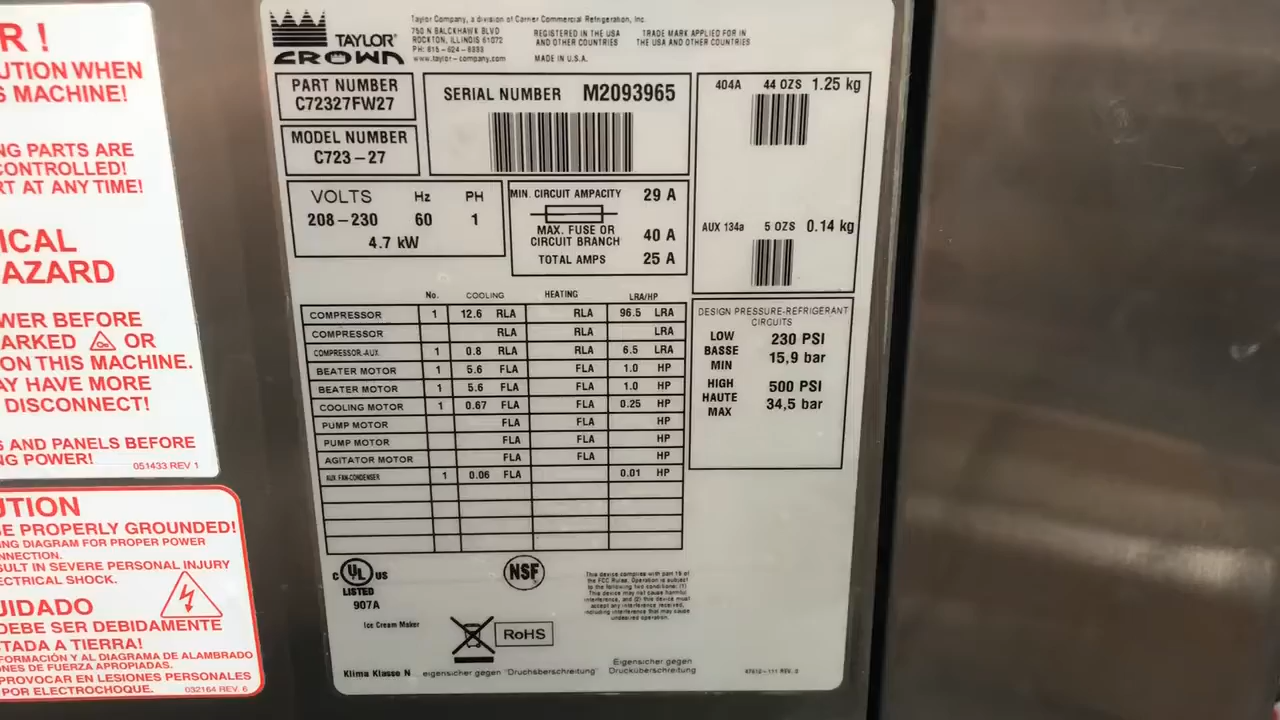 R !
UTION WHEN
S MACHINE!
NG PARTS ARE
CONTROLLED!
RT AT ANY TIME!
ICAL
AZARD
WER BEFORE
ARKED OR
ON THIS MACHINE.
AY HAVE MORE
DISCONNECT!
S AND PANELS BEFORE
NG POWER!
051433 REV 1
UTION
BE PROPERLY GROUNDED!
ING DIAGRAM FOR PROPER POWER
NNECTION.
SULT IN SEVERE PERSONAL INJURY
ECTRICAL SHOCK.
UIDADO
DEBE SER DEBIDAMENTE
TADA A TIERRA!
FORMACIÓN Y AL DIAGRAMA DE ALAMBRADO
NES DE FUERZA APROPIADAS.
PROVOCAR EN LESIONES PERSONALES
POR ELECTROCHOQUE.
032164 REV. 6
TAYLOR®
CROWN
Taylor Company, a division of Carrier Commercial Refrigeration, Inc.
750 N BALCKHAWK BLVD
ROCKTON, ILLINOIS 61072
PH: 815-624-8333
www.taylor-company.com
REGISTERED IN THE USA
AND OTHER COUNTRIES
MADE IN U.S.A.
TRADE MARK APPLIED FOR IN
THE USA AND OTHER COUNTRIES
PART NUMBER
C72327FW27
MODEL NUMBER
C723-27
SERIAL NUMBER M2093965
404A 44 OZS 1.25 kg
AUX 134a 5 OZS 0.14 kg
VOLTS Hz PH
208-230 60 1
4.7 kW
MIN. CIRCUIT AMPACITY 29 A
MAX. FUSE OR
CIRCUIT BRANCH 40 A
TOTAL AMPS 25 A
No. COOLING HEATING LRA/HP
COMPRESSOR 1 12.6 RLA RLA 96.5 LRA
COMPRESSOR RLA RLA LRA
COMPRESSOR-AUX. 1 0.8 RLA RLA 6.5 LRA
BEATER MOTOR 1 5.6 FLA FLA 1.0 HP
BEATER MOTOR 1 5.6 FLA FLA 1.0 HP
COOLING MOTOR 1 0.67 FLA FLA 0.25 HP
PUMP MOTOR FLA FLA HP
PUMP MOTOR FLA FLA HP
AGITATOR MOTOR FLA FLA HP
AUX FAN-CONDENSER 1 0.06 FLA 0.01 HP
DESIGN PRESSURE-REFRIGERANT
CIRCUITS
LOW
BASSE
MIN
230 PSI
15,9 bar
HIGH
HAUTE
MAX
500 PSI
34,5 bar
C UL US
LISTED
907A
Ice Cream Maker
NSF
RoHS
This device complies with part 15 of
the FCC Rules. Operation is subject
to the following two conditions: (1)
This device may not cause harmful
interference, and (2) this device must
accept any interference received,
including interference that may cause
undesired operation.
Klima Klasse N eigensicher gegen "Druchsberschreitung"
Eigensicher gegen
Drucküberschreitung